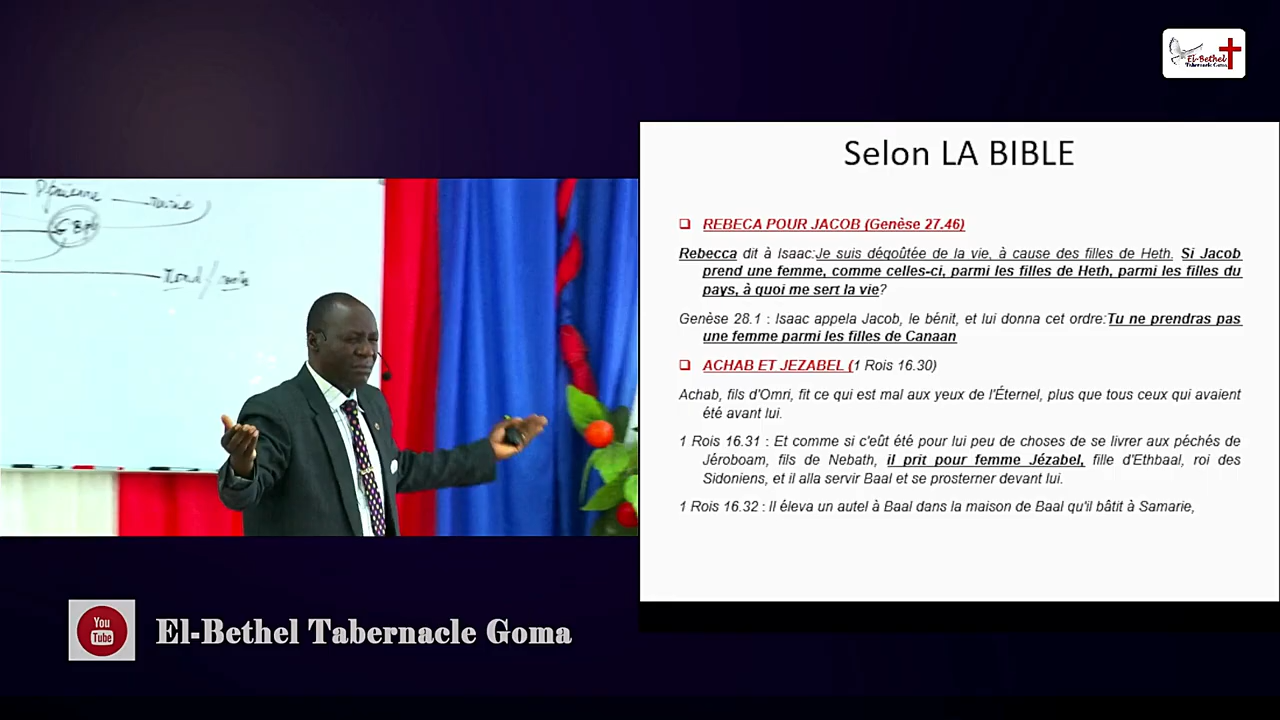 El-Bethel
Tabernacle Goma
Selon LA BIBLE
❑ REBECA POUR JACOB (Genèse 27.46)
Rebecca dit à Isaac:Je suis dégoûtée de la vie, à cause des filles de Heth. Si Jacob
prend une femme, comme celles-ci, parmi les filles de Heth, parmi les filles du
pays, à quoi me sert la vie?
Genèse 28.1 : Isaac appela Jacob, le bénit, et lui donna cet ordre:Tu ne prendras pas
une femme parmi les filles de Canaan
❑ ACHAB ET JEZABEL (1 Rois 16.30)
Achab, fils d'Omri, fit ce qui est mal aux yeux de l'Éternel, plus que tous ceux qui avaient
été avant lui.
1 Rois 16.31 : Et comme si c'eût été pour lui peu de choses de se livrer aux péchés de
Jéroboam, fils de Nebath, il prit pour femme Jézabel, fille d'Ethbaal, roi des
Sidoniens, et il alla servir Baal et se prosterner devant lui.
1 Rois 16.32 : Il éleva un autel à Baal dans la maison de Baal qu'il bâtit à Samarie,
You
Tube
El-Bethel Tabernacle Goma